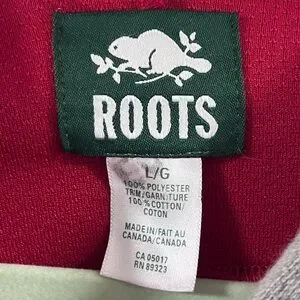 ROOTS
L/G
100% POLYESTER
TRIM/GARNITURE
100% COTTON/
COTON
MADE IN/FAIT AU
CANADA/CANADA
CA 05017
RN 89323